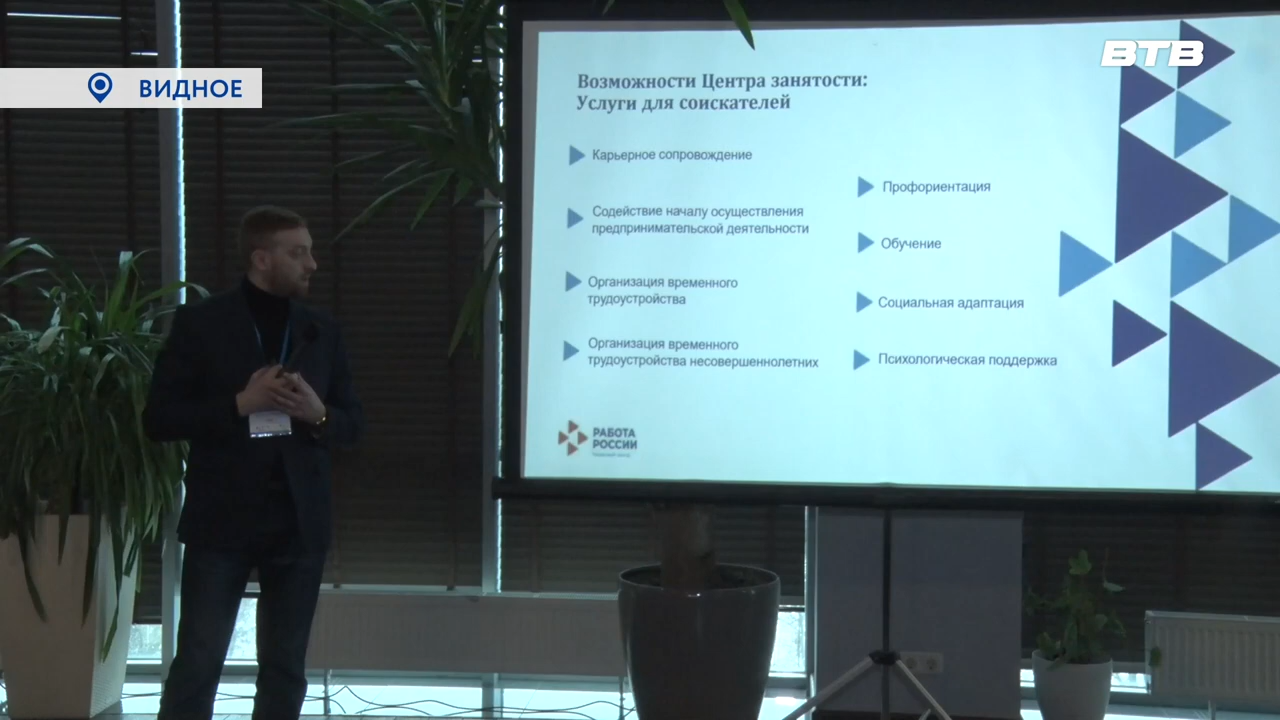 ВИДНОЕ
ВТВ
Возможности Центра занятости:
Услуги для соискателей
Карьерное сопровождение
Содействие началу осуществления
предпринимательской деятельности
Организация временного
трудоустройства
Организация временного
трудоустройства несовершеннолетних
Профориентация
Обучение
Социальная адаптация
Психологическая поддержка
РАБОТА
РОССИИ